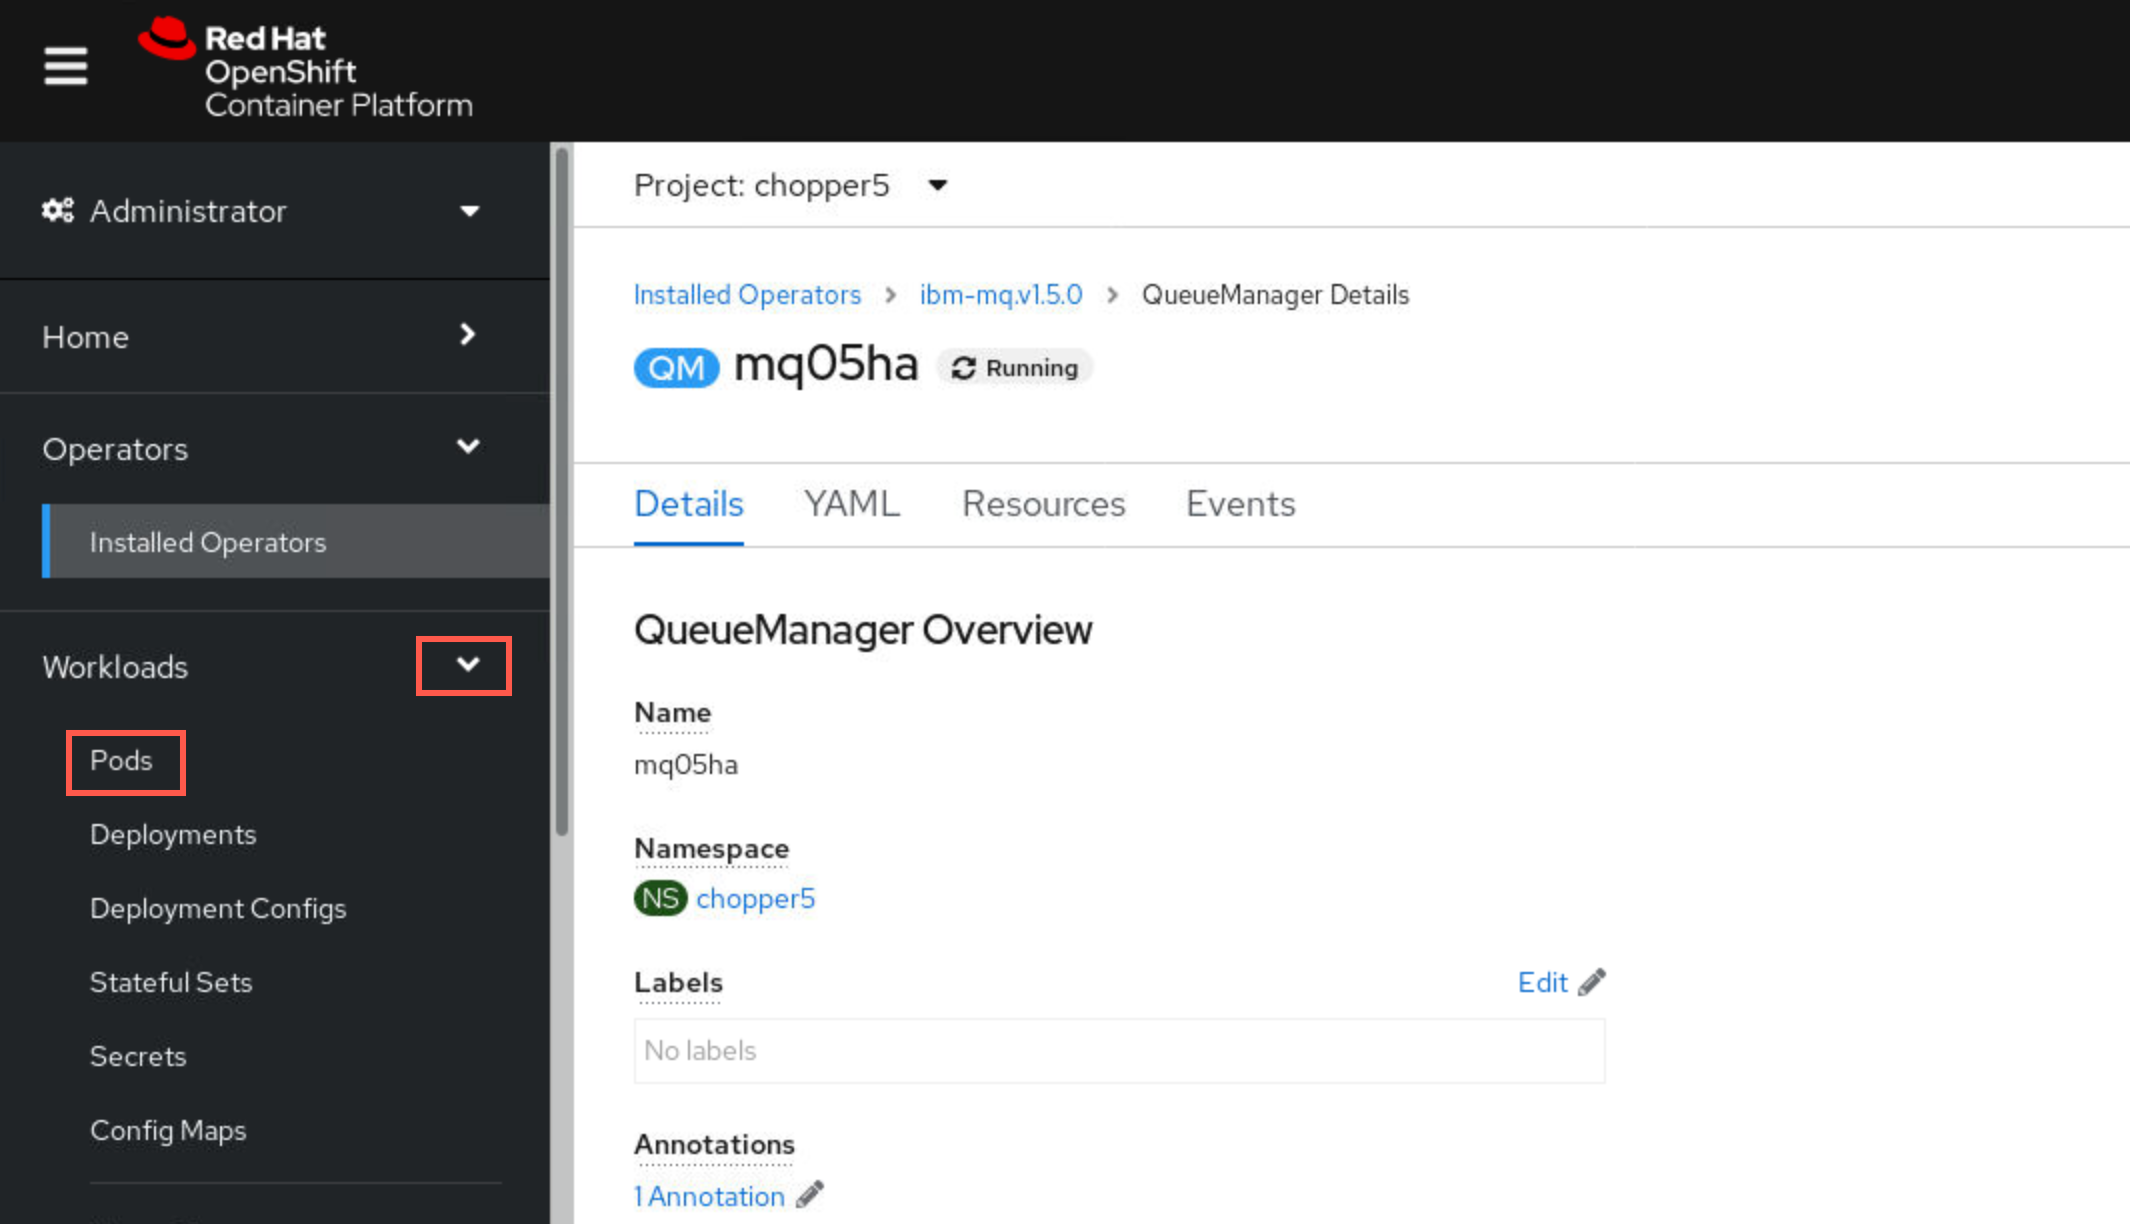 Red Hat
OpenShift
Container Platform
Administrator
Home
Operators
Installed Operators
Workloads
Pods
Deployments
Deployment Configs
Stateful Sets
Secrets
Config Maps
Project: chopper5
Installed Operators > ibm-mq.v1.5.0 > QueueManager Details
QM mq05ha Running
Details YAML Resources Events
QueueManager Overview
Name
mq05ha
Namespace
NS chopper5
Labels Edit
No labels
Annotations
1 Annotation